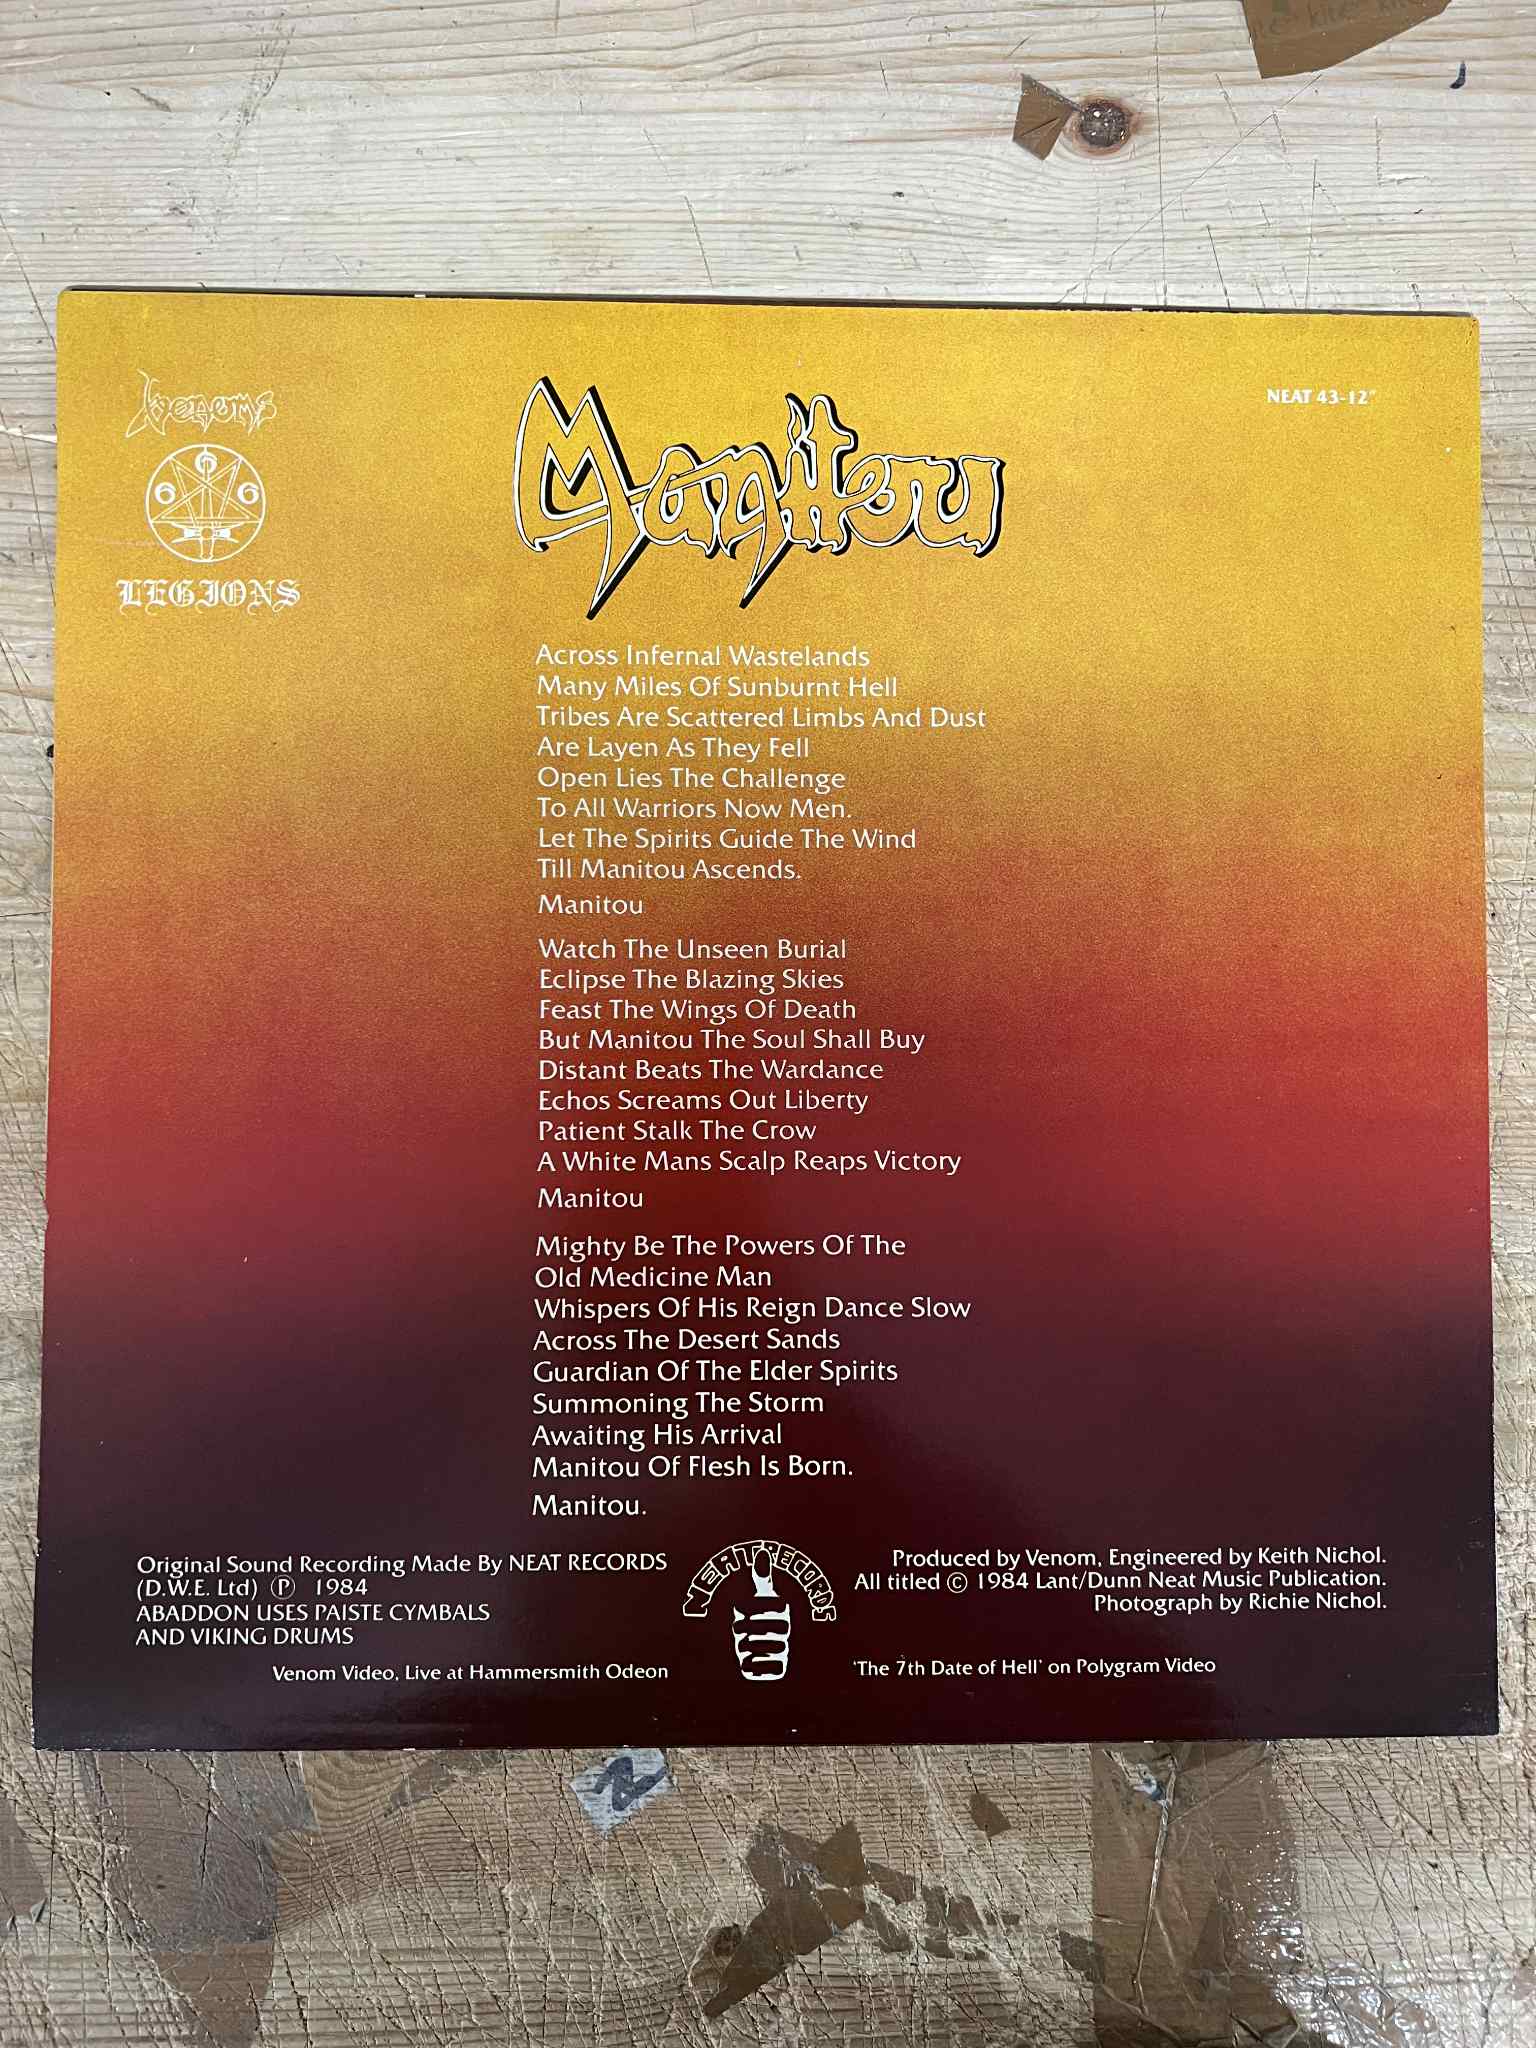 Venoms
6
6 6
LEGIONS
Manitou
NEAT 43-12"
Across Infernal Wastelands
Many Miles Of Sunburnt Hell
Tribes Are Scattered Limbs And Dust
Are Layen As They Fell
Open Lies The Challenge
To All Warriors Now Men.
Let The Spirits Guide The Wind
Till Manitou Ascends.
Manitou
Watch The Unseen Burial
Eclipse The Blazing Skies
Feast The Wings Of Death
But Manitou The Soul Shall Buy
Distant Beats The Wardance
Echos Screams Out Liberty
Patient Stalk The Crow
A White Mans Scalp Reaps Victory
Manitou
Mighty Be The Powers Of The
Old Medicine Man
Whispers Of His Reign Dance Slow
Across The Desert Sands
Guardian Of The Elder Spirits
Summoning The Storm
Awaiting His Arrival
Manitou Of Flesh Is Born.
Manitou.
Original Sound Recording Made By NEAT RECORDS
(D.W.E. Ltd) Ⓟ 1984
ABADDON USES PAISTE CYMBALS
AND VIKING DRUMS
Venom Video, Live at Hammersmith Odeon
NEAT RECORDS
Produced by Venom, Engineered by Keith Nichol.
All titled © 1984 Lant/Dunn Neat Music Publication.
Photograph by Richie Nichol.
'The 7th Date of Hell' on Polygram Video